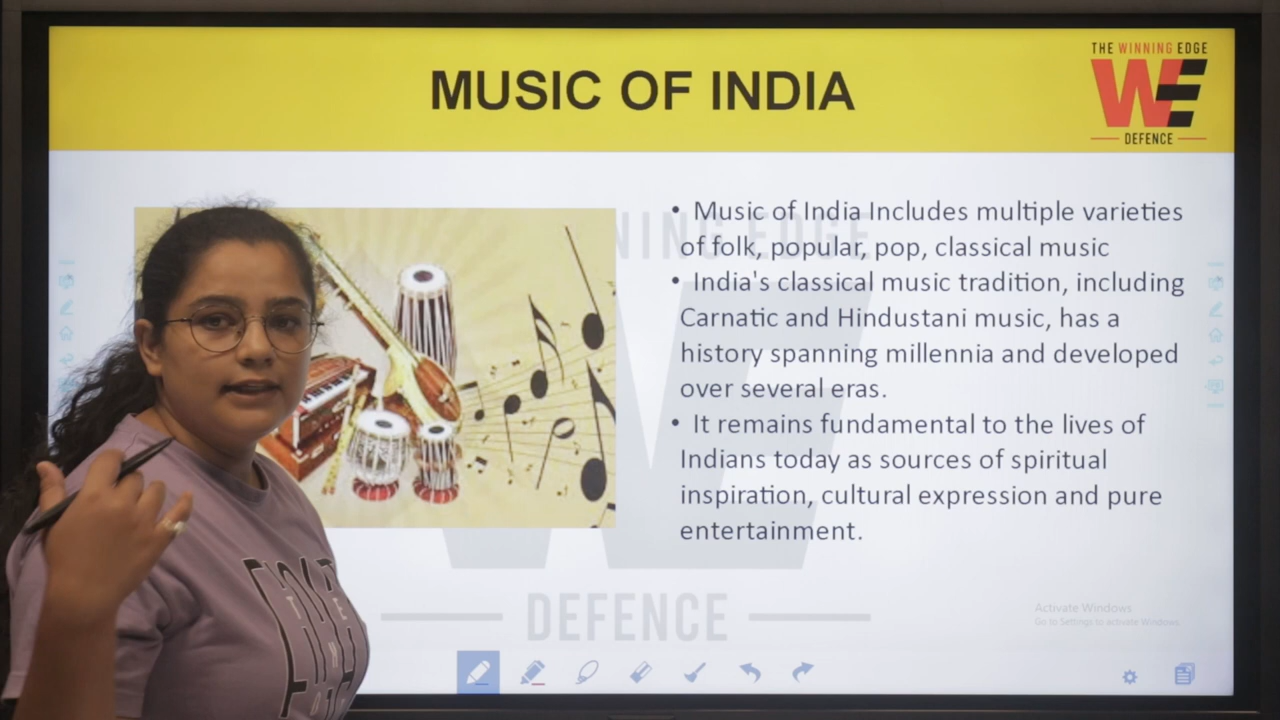 MUSIC OF INDIA
THE WINNING EDGE
WE
DEFENCE
• Music of India Includes multiple varieties
of folk, popular, pop, classical music
• India's classical music tradition, including
Carnatic and Hindustani music, has a
history spanning millennia and developed
over several eras.
• It remains fundamental to the lives of
Indians today as sources of spiritual
inspiration, cultural expression and pure
entertainment.
NING EDGE
DEFENCE
Activate Windows
Go to Settings to activate Windows.